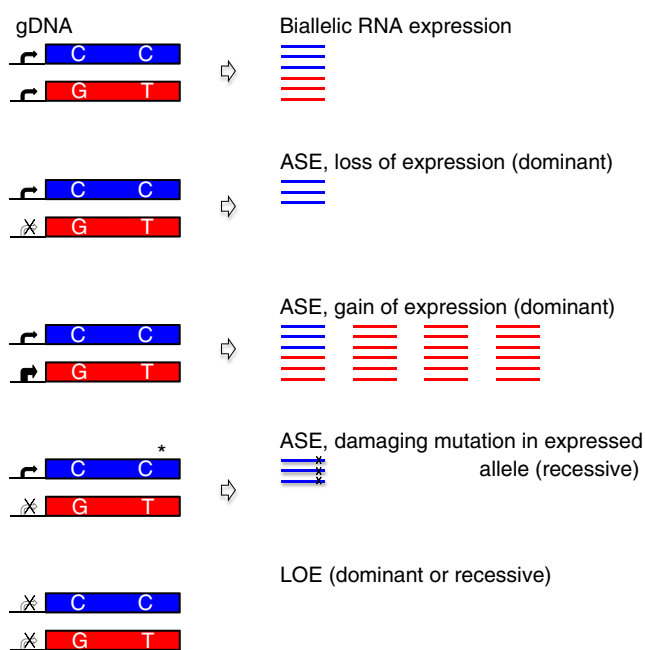 gDNA
Biallelic RNA expression
C C
G T
ASE, loss of expression (dominant)
C C
G T
ASE, gain of expression (dominant)
C C
G T
ASE, damaging mutation in expressed
allele (recessive)
*
C C
x
x
x
G T
LOE (dominant or recessive)
C C
G T